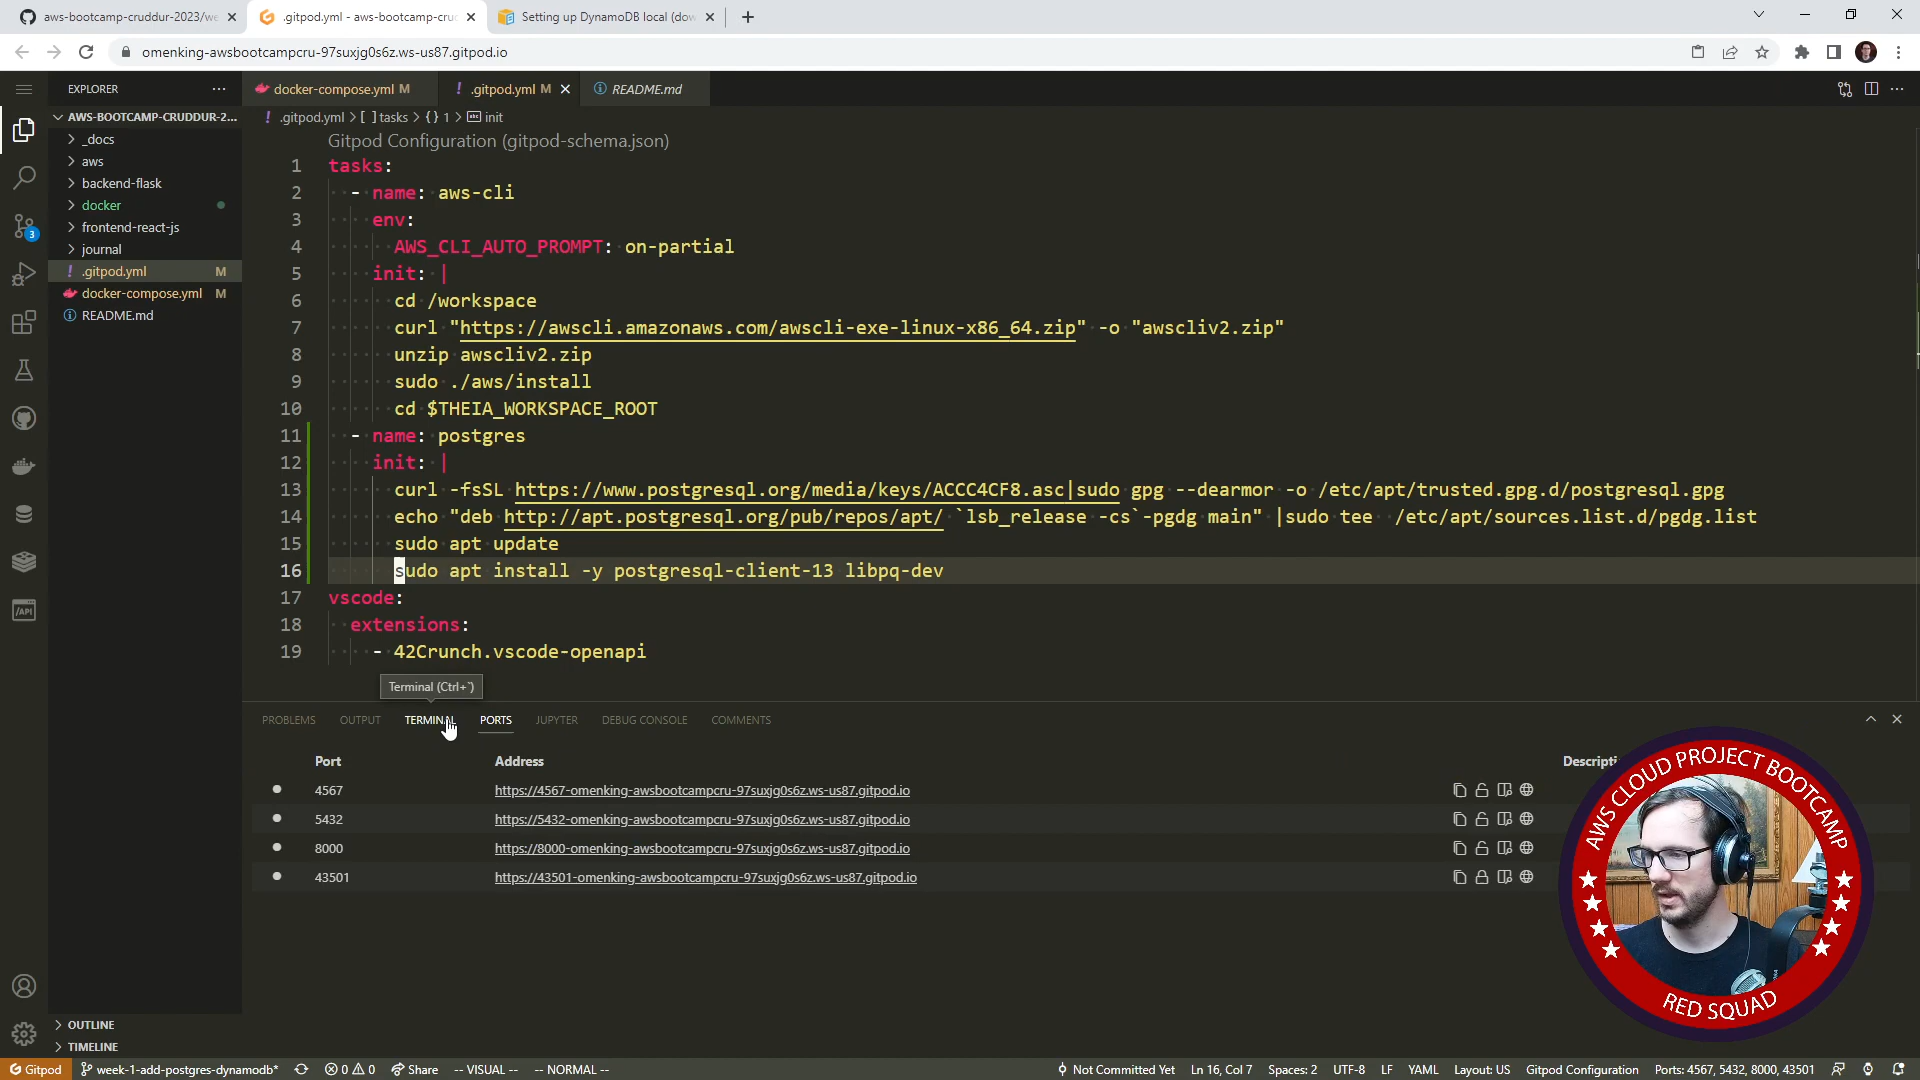 aws-bootcamp-cruddur-2023/we
.gitpod.yml - aws-bootcamp-cruc
Setting up DynamoDB local (dow
omenking-awsbootcampcru-97suxjg0s6z.ws-us87.gitpod.io
EXPLORER
docker-compose.yml M
.gitpod.yml M
README.md
AWS-BOOTCAMP-CRUDDUR-2...
.gitpod.yml > [ ] tasks > {} 1 > init
_docs
aws
backend-flask
docker
frontend-react-js
journal
.gitpod.yml M
docker-compose.yml M
README.md
3
Gitpod Configuration (gitpod-schema.json)
1 tasks:
2 - name: aws-cli
3 env:
4 AWS_CLI_AUTO_PROMPT: on-partial
5 init: |
6 cd /workspace
7 curl "https://awscli.amazonaws.com/awscli-exe-linux-x86_64.zip" -o "awscliv2.zip"
8 unzip awscliv2.zip
9 sudo ./aws/install
10 cd $THEIA_WORKSPACE_ROOT
11 - name: postgres
12 init: |
13 curl -fsSL https://www.postgresql.org/media/keys/ACCC4CF8.asc|sudo gpg --dearmor -o /etc/apt/trusted.gpg.d/postgresql.gpg
14 echo "deb http://apt.postgresql.org/pub/repos/apt/ `lsb_release -cs`-pgdg main" |sudo tee /etc/apt/sources.list.d/pgdg.list
15 sudo apt update
16 sudo apt install -y postgresql-client-13 libpq-dev
17 vscode:
18 extensions:
19 - 42Crunch.vscode-openapi
/API
Terminal (Ctrl+`)
PROBLEMS OUTPUT TERMINAL PORTS JUPYTER DEBUG CONSOLE COMMENTS
Port Address Descripti
4567 https://4567-omenking-awsbootcampcru-97suxjg0s6z.ws-us87.gitpod.io
5432 https://5432-omenking-awsbootcampcru-97suxjg0s6z.ws-us87.gitpod.io
8000 https://8000-omenking-awsbootcampcru-97suxjg0s6z.ws-us87.gitpod.io
43501 https://43501-omenking-awsbootcampcru-97suxjg0s6z.ws-us87.gitpod.io
AWS CLOUD PROJECT BOOTCAMP
RED SQUAD
OUTLINE
TIMELINE
Gitpod week-1-add-postgres-dynamodb* 0 0 Share -- VISUAL -- -- NORMAL -- Not Committed Yet Ln 16, Col 7 Spaces: 2 UTF-8 LF YAML Layout: US Gitpod Configuration Ports: 4567, 5432, 8000, 43501